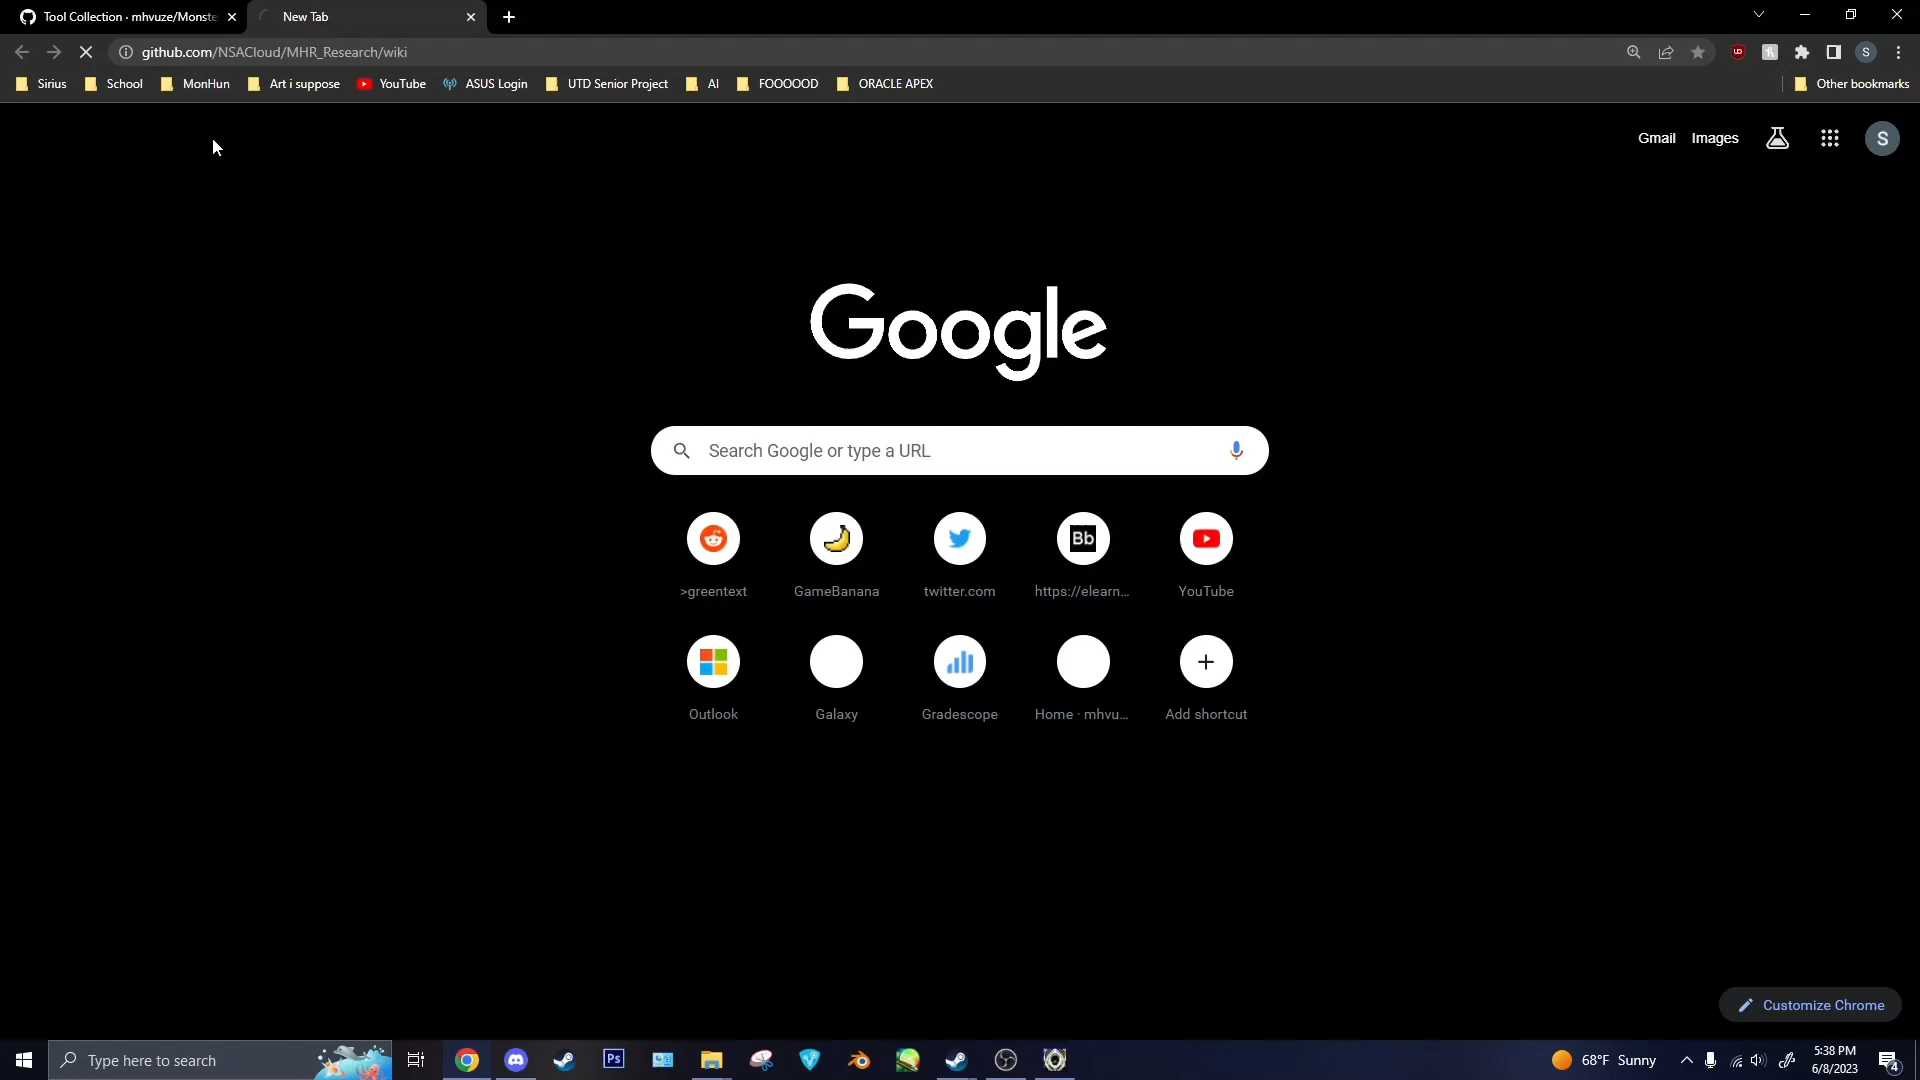 Tool Collection · mhvuze/Monste
New Tab
github.com/NSACloud/MHR_Research/wiki
S
Sirius
School
MonHun
Art i suppose
YouTube
ASUS Login
UTD Senior Project
AI
FOOOOOD
ORACLE APEX
Other bookmarks
Gmail
Images
S
Google
Search Google or type a URL
Bb
>greentext
GameBanana
twitter.com
https://elearn...
YouTube
Outlook
Galaxy
Gradescope
Home · mhvu...
Add shortcut
Customize Chrome
Type here to search
Ps
68°F Sunny
5:38 PM
6/8/2023
4